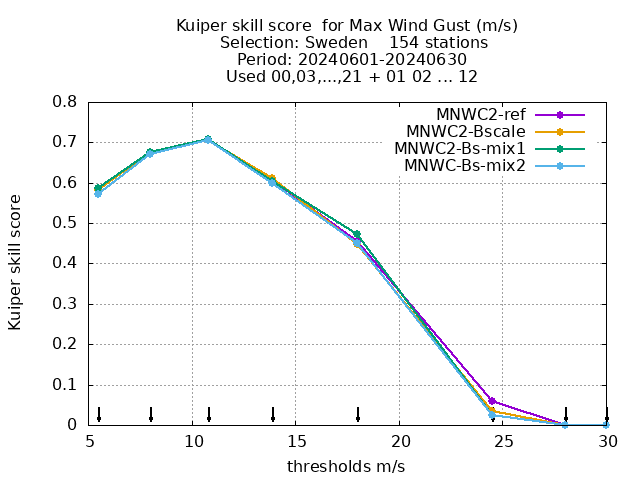 Kuiper skill score  for Max Wind Gust (m/s)
Selection: Sweden    154 stations
Period: 20240601-20240630
Used 00,03,...,21 + 01 02 ... 12
MNWC2-ref
MNWC2-Bscale
MNWC2-Bs-mix1
MNWC-Bs-mix2
Kuiper skill score
0.8
0.7
0.6
0.5
0.4
0.3
0.2
0.1
0
5 10 15 20 25 30
thresholds m/s